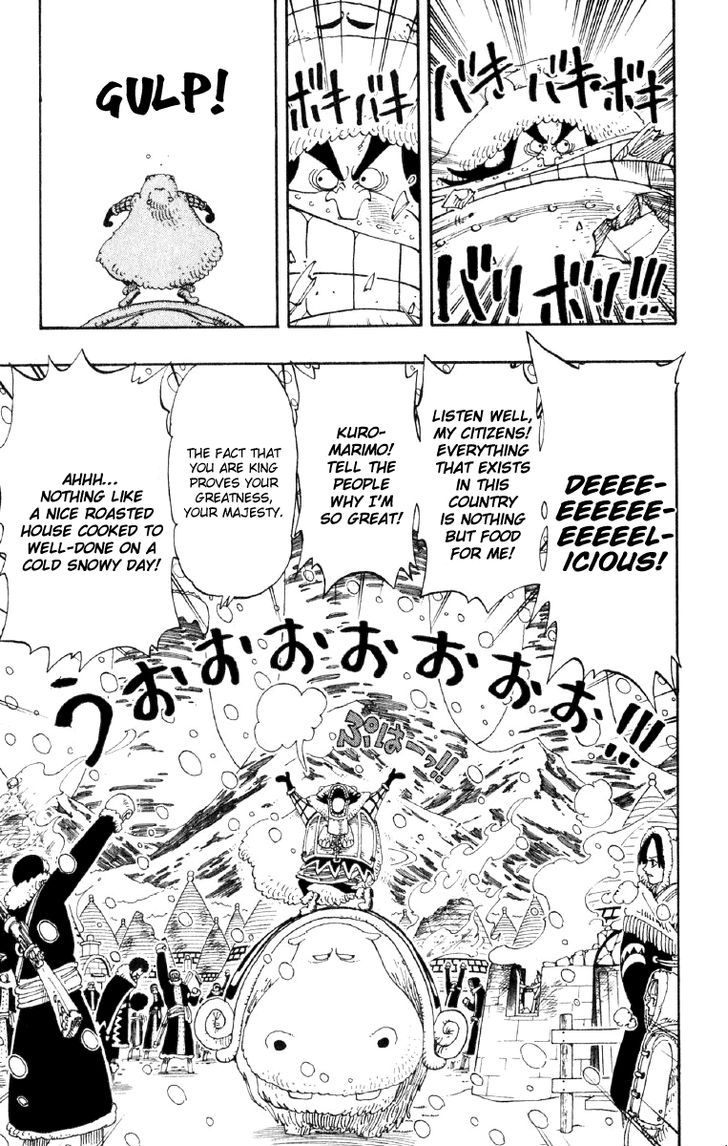 バキ
バキ・
ボキ
バリ
ボリ!!!
ボキ
バキ
GULP!
DEEEE-
EEEEEEE-
EEEEEL-
ICIOUS!
LISTEN WELL,
MY CITIZENS!
EVERYTHING
THAT EXISTS
IN THIS
COUNTRY
IS NOTHING
BUT FOOD
FOR ME!
KURO-
MARIMO!
TELL THE
PEOPLE
WHY I'M
SO GREAT!
THE FACT THAT
YOU ARE KING
PROVES YOUR
GREATNESS,
YOUR MAJESTY.
AHHH...
NOTHING LIKE
A NICE ROASTED
HOUSE COOKED TO
WELL-DONE ON A
COLD SNOWY DAY!
うおおおおおおお!!!
ぷはーっ!!